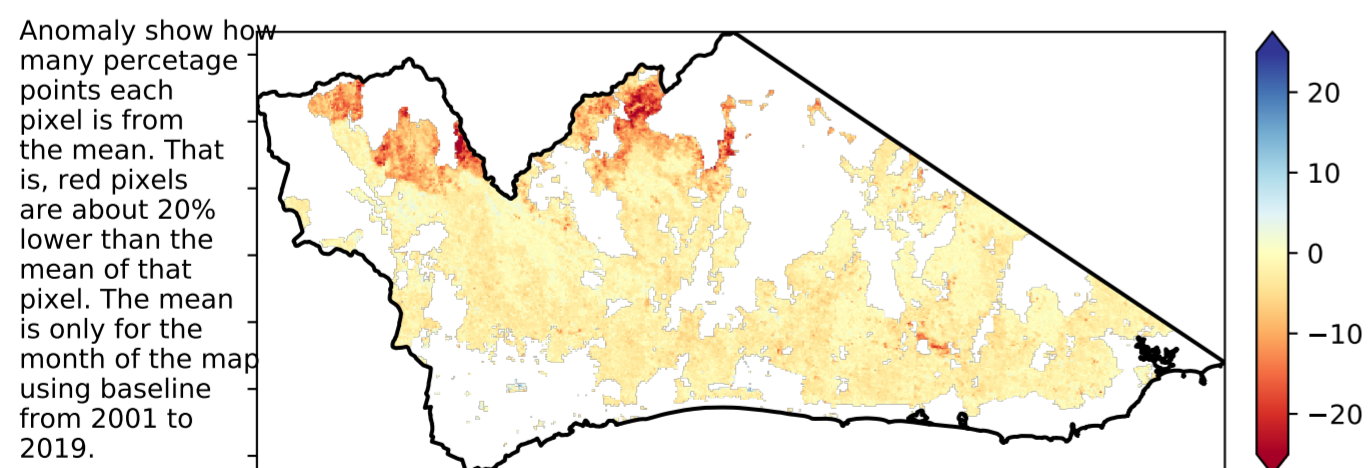 Anomaly show how
many percetage
points each
pixel is from
the mean. That
is, red pixels
are about 20%
lower than the
mean of that
pixel. The mean
is only for the
month of the map
using baseline
from 2001 to
2019.
20
10
0
−10
−20